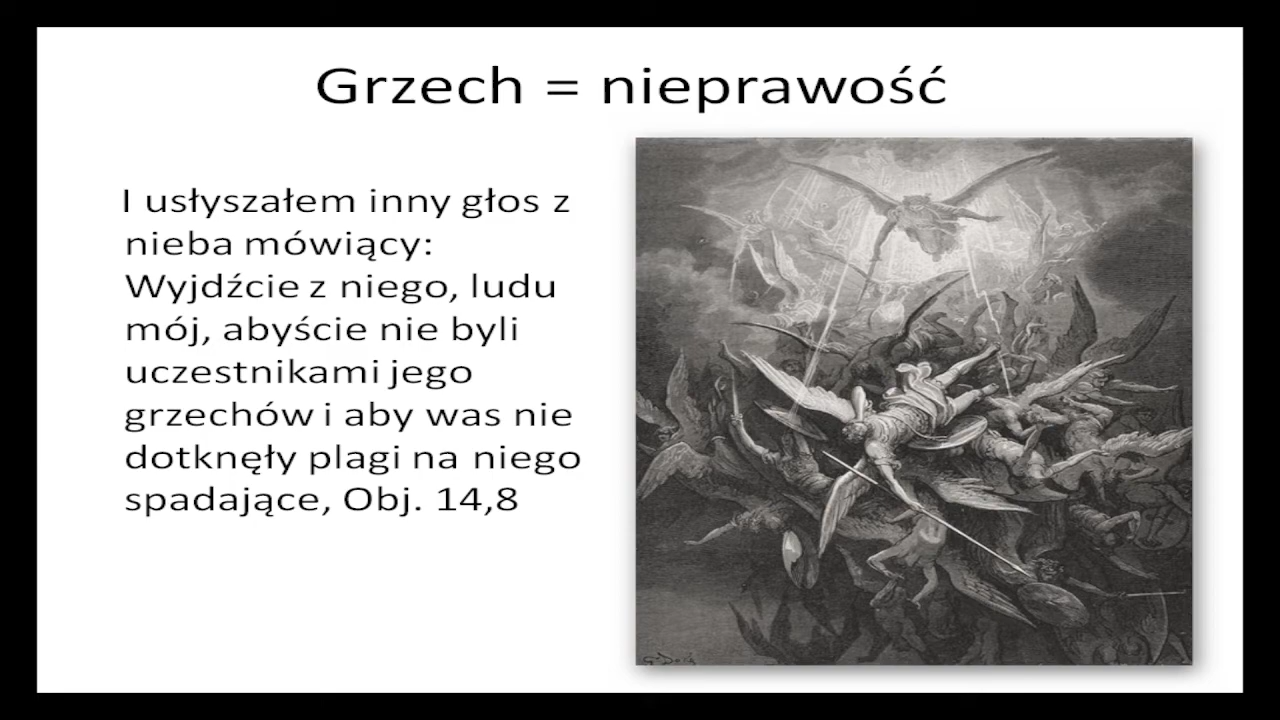 Grzech = nieprawość
I usłyszałem inny głos z
nieba mówiący:
Wyjdźcie z niego, ludu
mój, abyście nie byli
uczestnikami jego
grzechów i aby was nie
dotknęły plagi na niego
spadające, Obj. 14,8
G. Doré